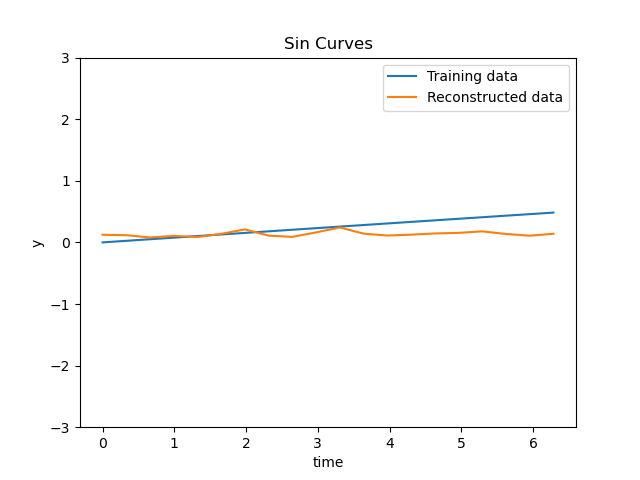 Sin Curves
Training data
Reconstructed data
3
2
1
0
−1
−2
−3
y
0 1 2 3 4 5 6
time